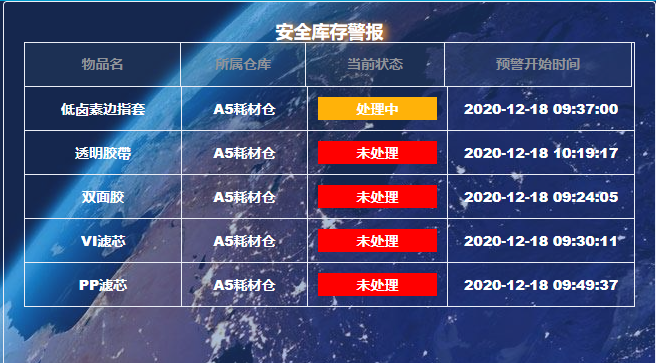 安全库存警报
物品名 所属仓库 当前状态 预警开始时间
低卤素边指套 A5耗材仓 处理中 2020-12-18 09:37:00
透明胶带 A5耗材仓 未处理 2020-12-18 10:19:17
双面胶 A5耗材仓 未处理 2020-12-18 09:24:05
VI滤芯 A5耗材仓 未处理 2020-12-18 09:30:11
PP滤芯 A5耗材仓 未处理 2020-12-18 09:49:37